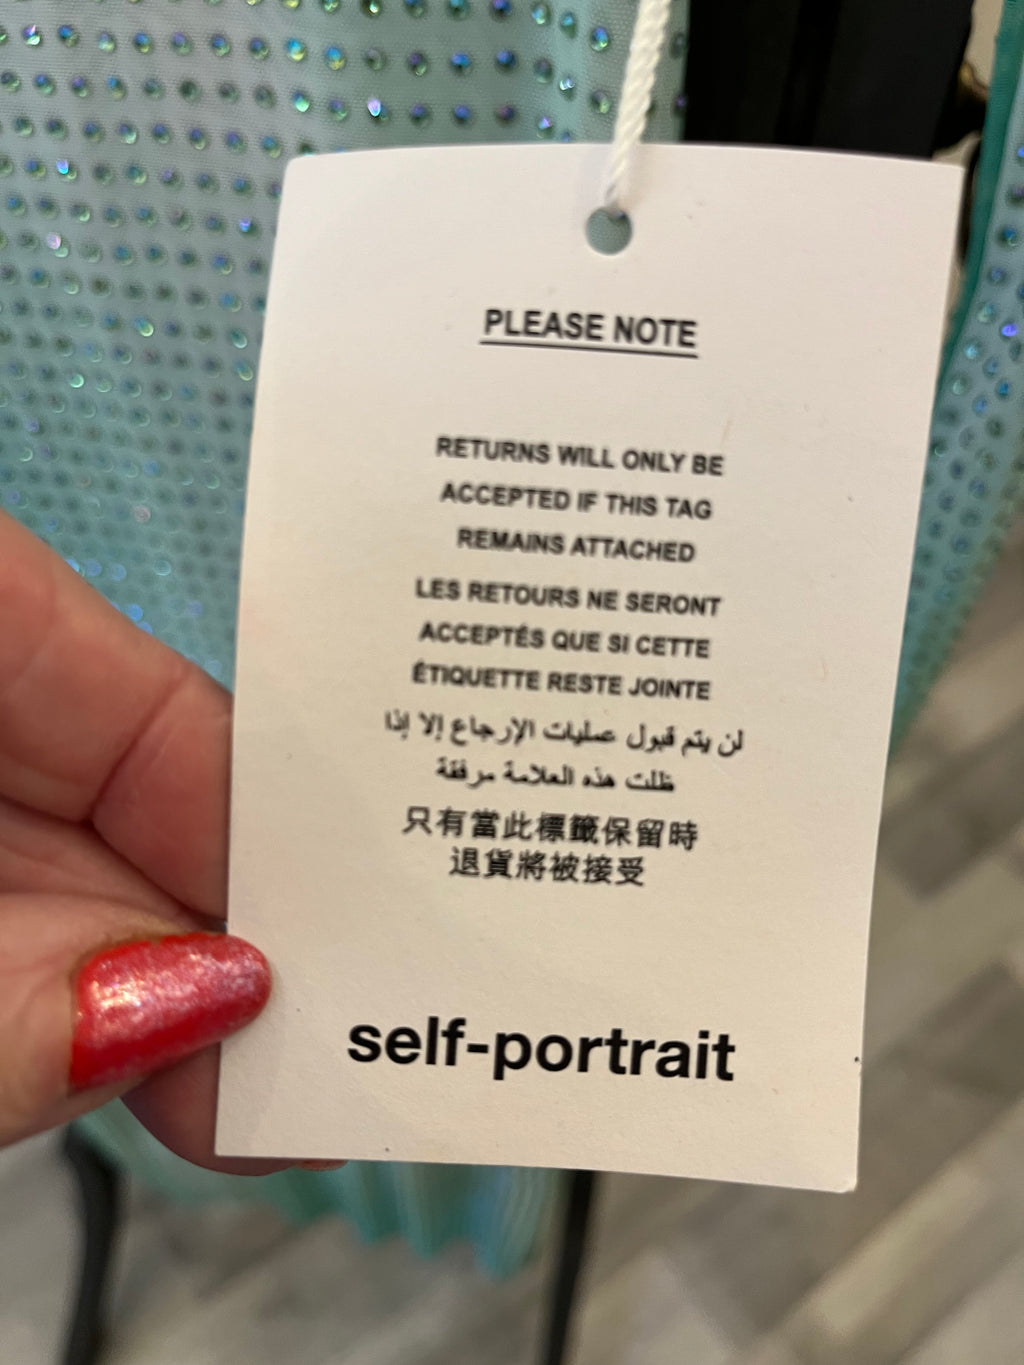 PLEASE NOTE
RETURNS WILL ONLY BE
ACCEPTED IF THIS TAG
REMAINS ATTACHED
LES RETOURS NE SERONT
ACCEPTÉS QUE SI CETTE
ÉTIQUETTE RESTE JOINTE
لن يتم قبول عمليات الإرجاع إلا إذا
ظلت هذه العلامة مرفقة
只有當此標籤保留時
退貨將被接受
self-portrait